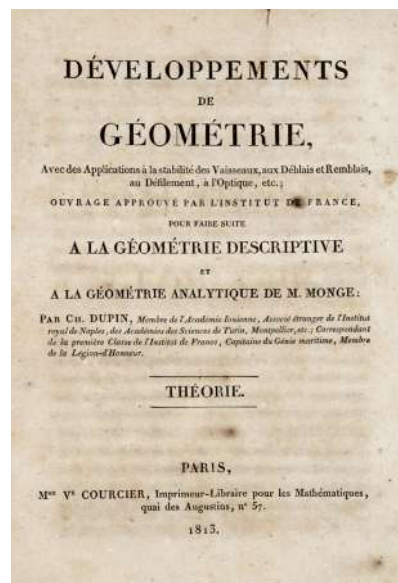 DÉVELOPPEMENTS
DE
GÉOMÉTRIE,
Avec des Applications à la stabilité des Vaisseaux, aux Déblais et Remblais,
au Défilement, à l'Optique, etc.;
OUVRAGE APPROUVÉ PAR L'INSTITUT DE FRANCE,
POUR FAIRE SUITE
A LA GÉOMÉTRIE DESCRIPTIVE
ET
A LA GÉOMÉTRIE ANALYTIQUE DE M. MONGE:
PAR CH. DUPIN, Membre de l'Académie Ionienne, Associé étranger de l'Institut
royal de Naples, des Académies des Sciences de Turin, Montpellier, etc.; Correspondant
de la première Classe de l'Institut de France, Capitaine du Génie maritime, Membre
de la Légion-d'Honneur.
THÉORIE.
PARIS,
Mme Ve COURCIER, Imprimeur-Libraire pour les Mathématiques,
quai des Augustins, n° 57.
1813.